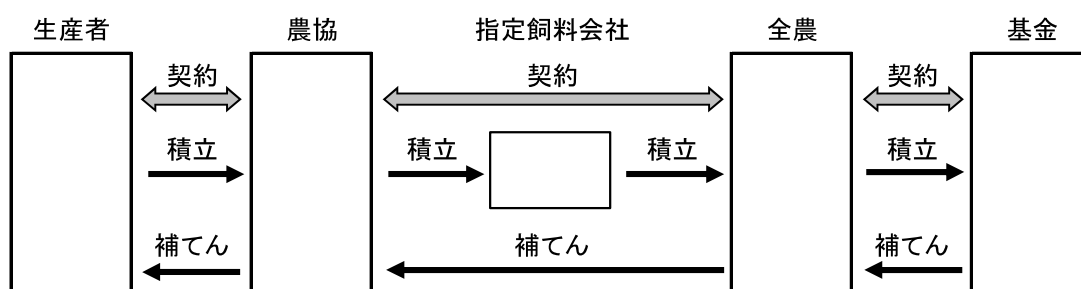 生産者 農協 指定飼料会社 全農 基金
契約 契約 契約
積立 積立 積立 積立
補てん 補てん 補てん